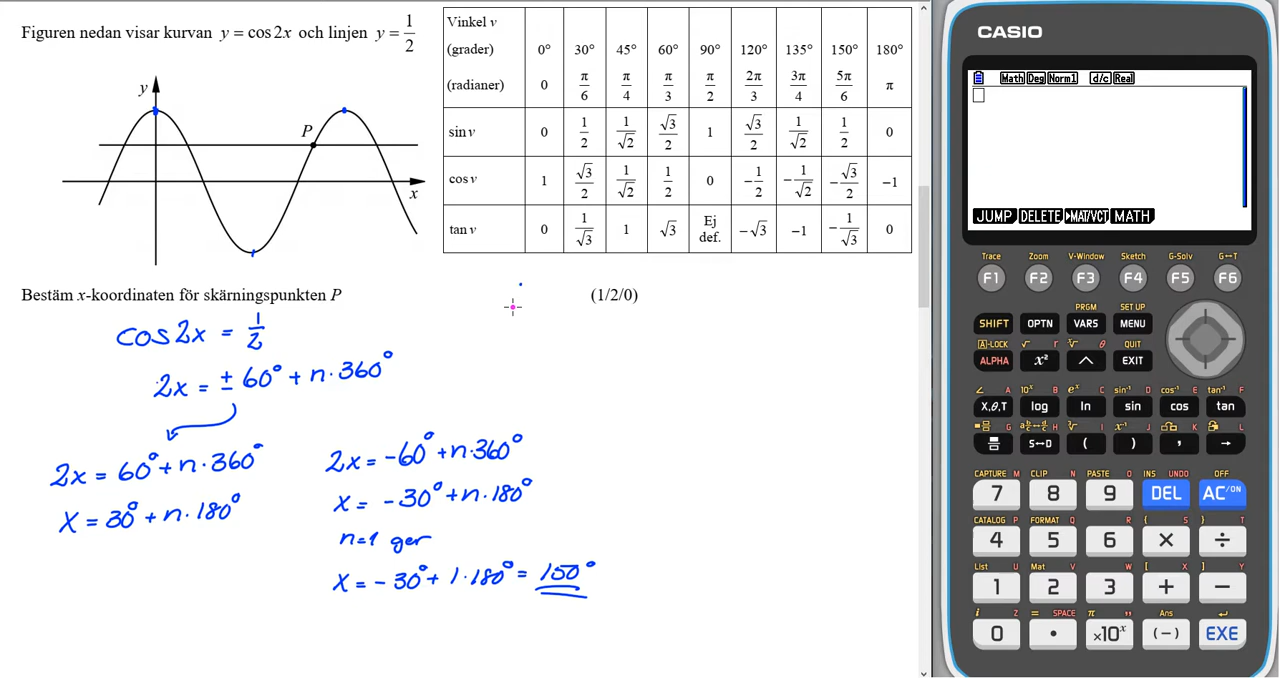 Figuren nedan visar kurvan y = cos 2x och linjen y = 1/2
y
P
x
Vinkel v (grader) 0° 30° 45° 60° 90° 120° 135° 150° 180°
(radianer) 0 π/6 π/4 π/3 π/2 2π/3 3π/4 5π/6 π
sin v 0 1/2 1/√2 √3/2 1 √3/2 1/√2 1/2 0
cos v 1 √3/2 1/√2 1/2 0 −1/2 −1/√2 −√3/2 −1
tan v 0 1/√3 1 √3 Ej def. −√3 −1 −1/√3 0
Bestäm x-koordinaten för skärningspunkten P (1/2/0)
cos 2x = 1/2
2x = ± 60° + n·360°
2x = 60° + n·360°
x = 30° + n·180°
2x = −60° + n·360°
x = −30° + n·180°
n=1 ger
x = −30° + 1·180° = 150°
CASIO
Math Deg Norm1 d/c Real
JUMP DELETE ►MAT/VCT MATH
Trace Zoom V-Window Sketch G-Solv G↔T
F1 F2 F3 F4 F5 F6
PRGM SET UP
SHIFT OPTN VARS MENU
A-LOCK √ r ∛ θ QUIT
ALPHA x² ^ EXIT
∠ A 10ˣ B eˣ C sin⁻¹ D cos⁻¹ E tan⁻¹ F
X,θ,T log ln sin cos tan
G H I x⁻¹ J K L
S↔D ( ) , →
CAPTURE M CLIP N PASTE O INS UNDO OFF
7 8 9 DEL AC/ON
CATALOG P FORMAT Q R { S } T
4 5 6 × ÷
List U Mat V W [ X ] Y
1 2 3 + −
i Z = SPACE π " Ans ↵
0 • ×10ˣ (−) EXE